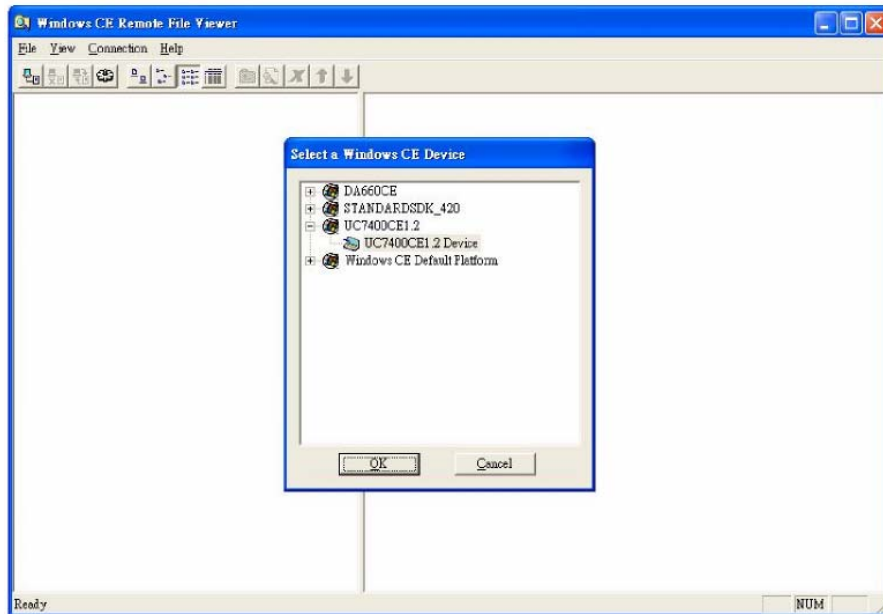 Windows CE Remote File Viewer
File View Connection Help
Select a Windows CE Device
DA660CE
STANDARDSDK_420
UC7400CE1.2
UC7400CE1.2 Device
Windows CE Default Platform
OK Cancel
Ready NUM